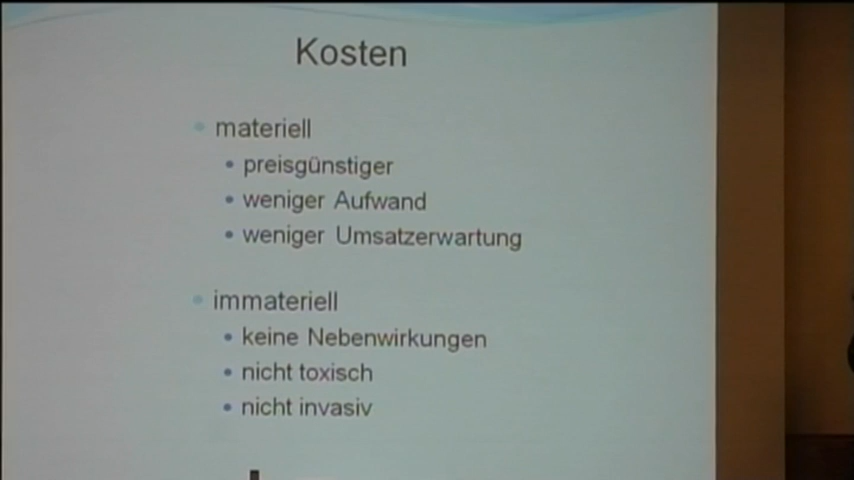 Kosten
materiell
preisgünstiger
weniger Aufwand
weniger Umsatzerwartung
immateriell
keine Nebenwirkungen
nicht toxisch
nicht invasiv